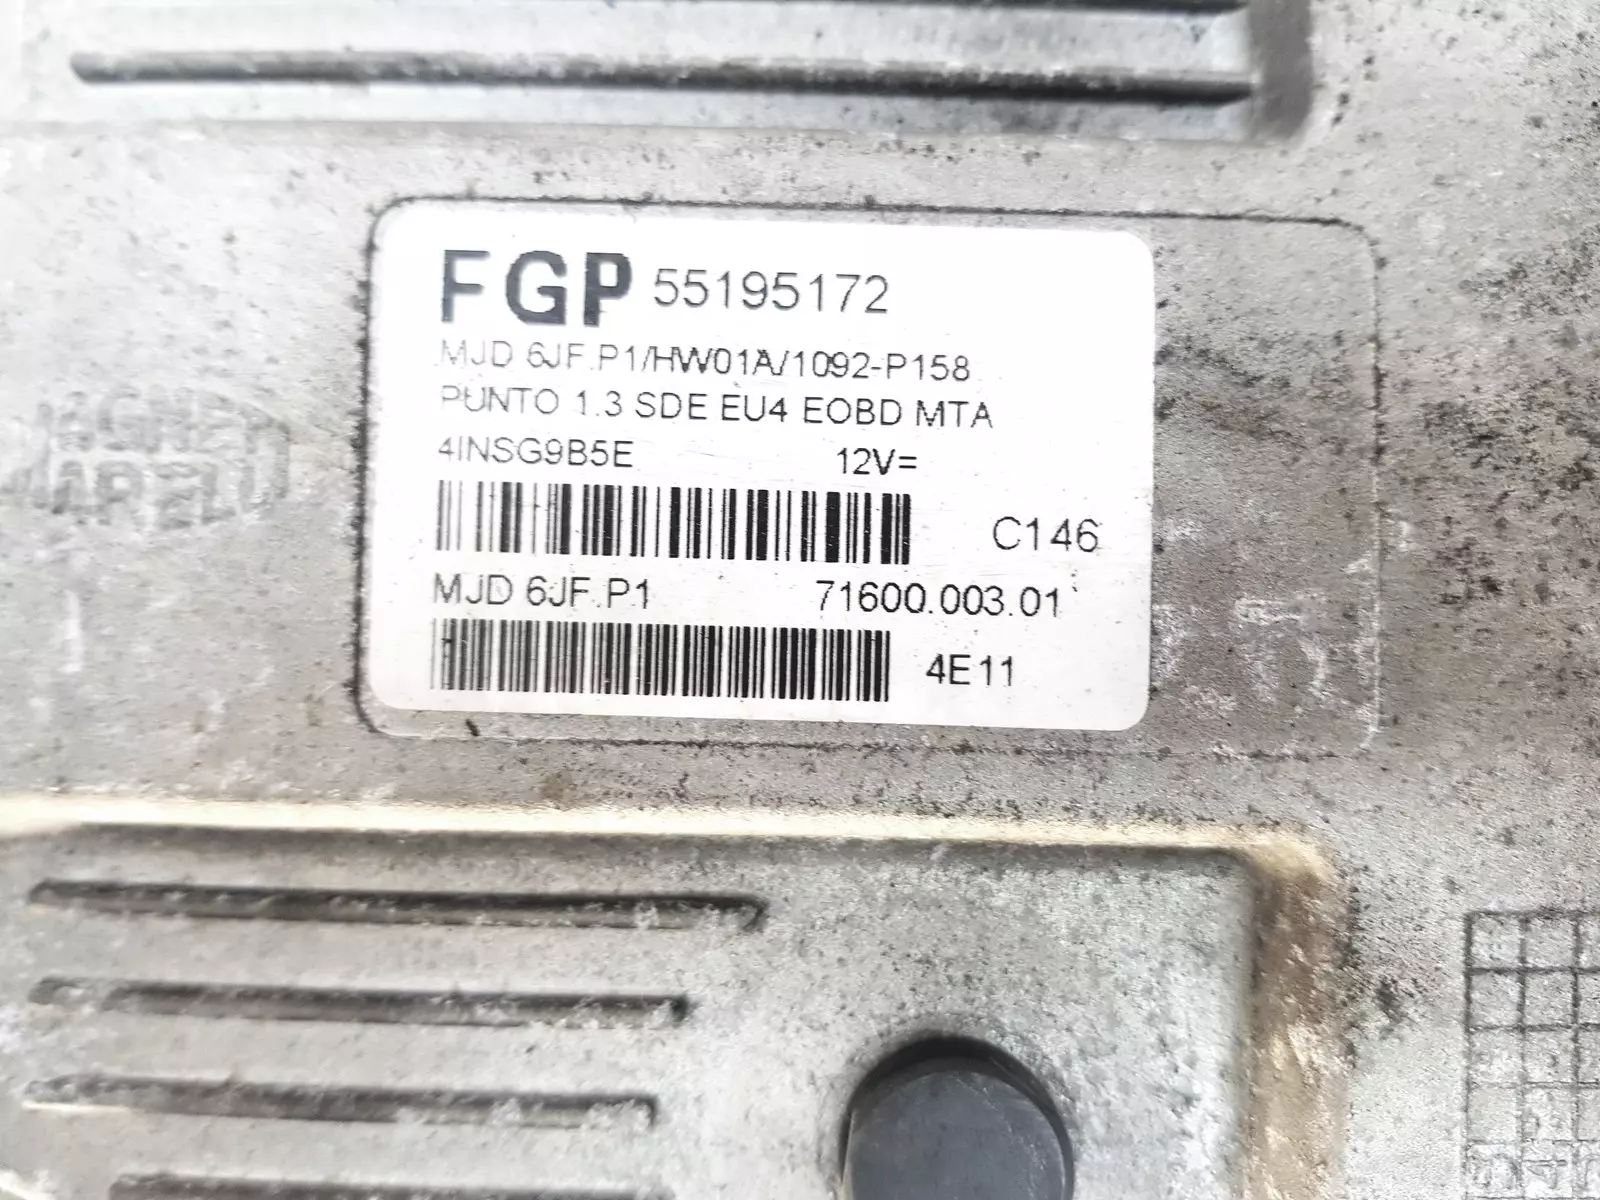 FGP 55195172
MJD 6JF.P1/HW01A/1092-P158
PUNTO 1.3 SDE EU4 EOBD MTA
4INSG9B5E 12V=
C146
MJD 6JF.P1 71600.003.01
4E11